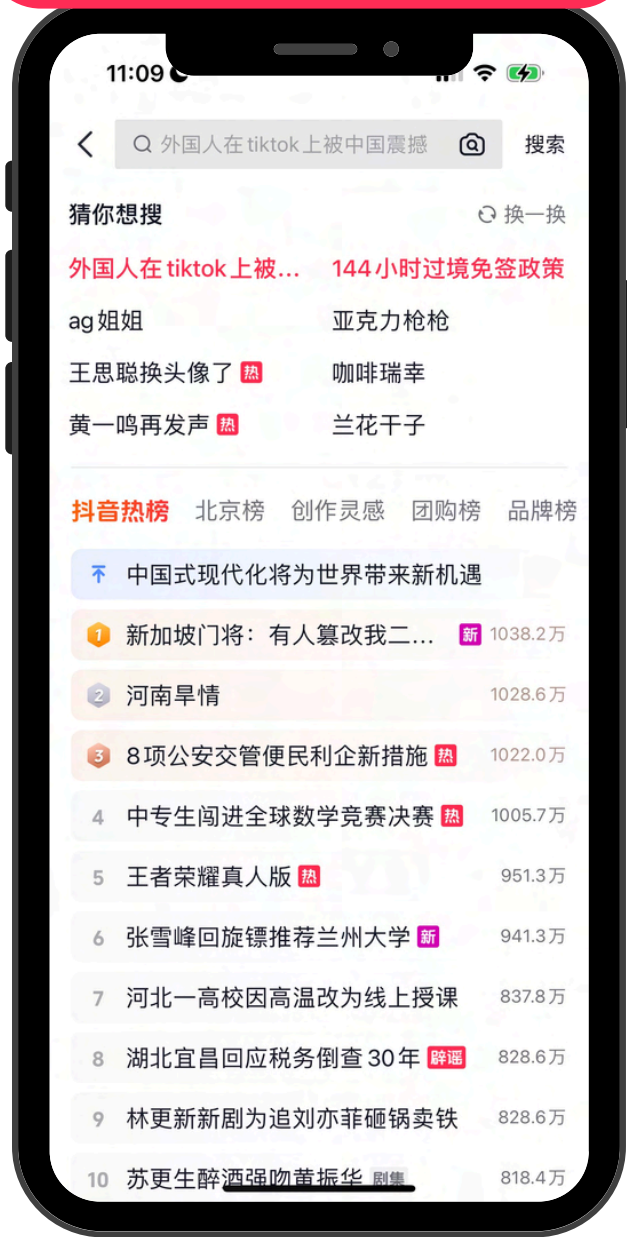 11:09
外国人在tiktok上被中国震撼 搜索
猜你想搜 换一换
外国人在tiktok上被... 144小时过境免签政策
ag姐姐 亚克力枪枪
王思聪换头像了 热 咖啡瑞幸
黄一鸣再发声 热 兰花干子
抖音热榜 北京榜 创作灵感 团购榜 品牌榜
中国式现代化将为世界带来新机遇
1 新加坡门将：有人篡改我二... 新 1038.2万
2 河南旱情 1028.6万
3 8项公安交管便民利企新措施 热 1022.0万
4 中专生闯进全球数学竞赛决赛 热 1005.7万
5 王者荣耀真人版 热 951.3万
6 张雪峰回旋镖推荐兰州大学 新 941.3万
7 河北一高校因高温改为线上授课 837.8万
8 湖北宜昌回应税务倒查30年 辟谣 828.6万
9 林更新新剧为追刘亦菲砸锅卖铁 828.6万
10 苏更生醉酒强吻黄振华 剧集 818.4万